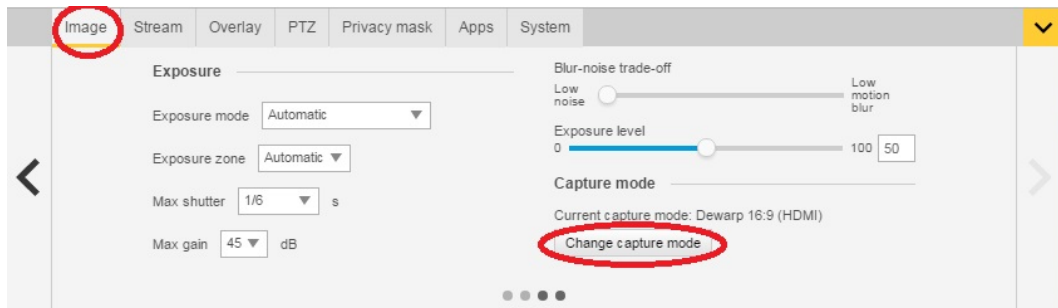 Image Stream Overlay PTZ Privacy mask Apps System
Exposure
Exposure mode Automatic
Exposure zone Automatic
Max shutter 1/6 s
Max gain 45 dB
Blur-noise trade-off
Low noise
Low motion blur
Exposure level
0 100 50
Capture mode
Current capture mode: Dewarp 16:9 (HDMI)
Change capture mode